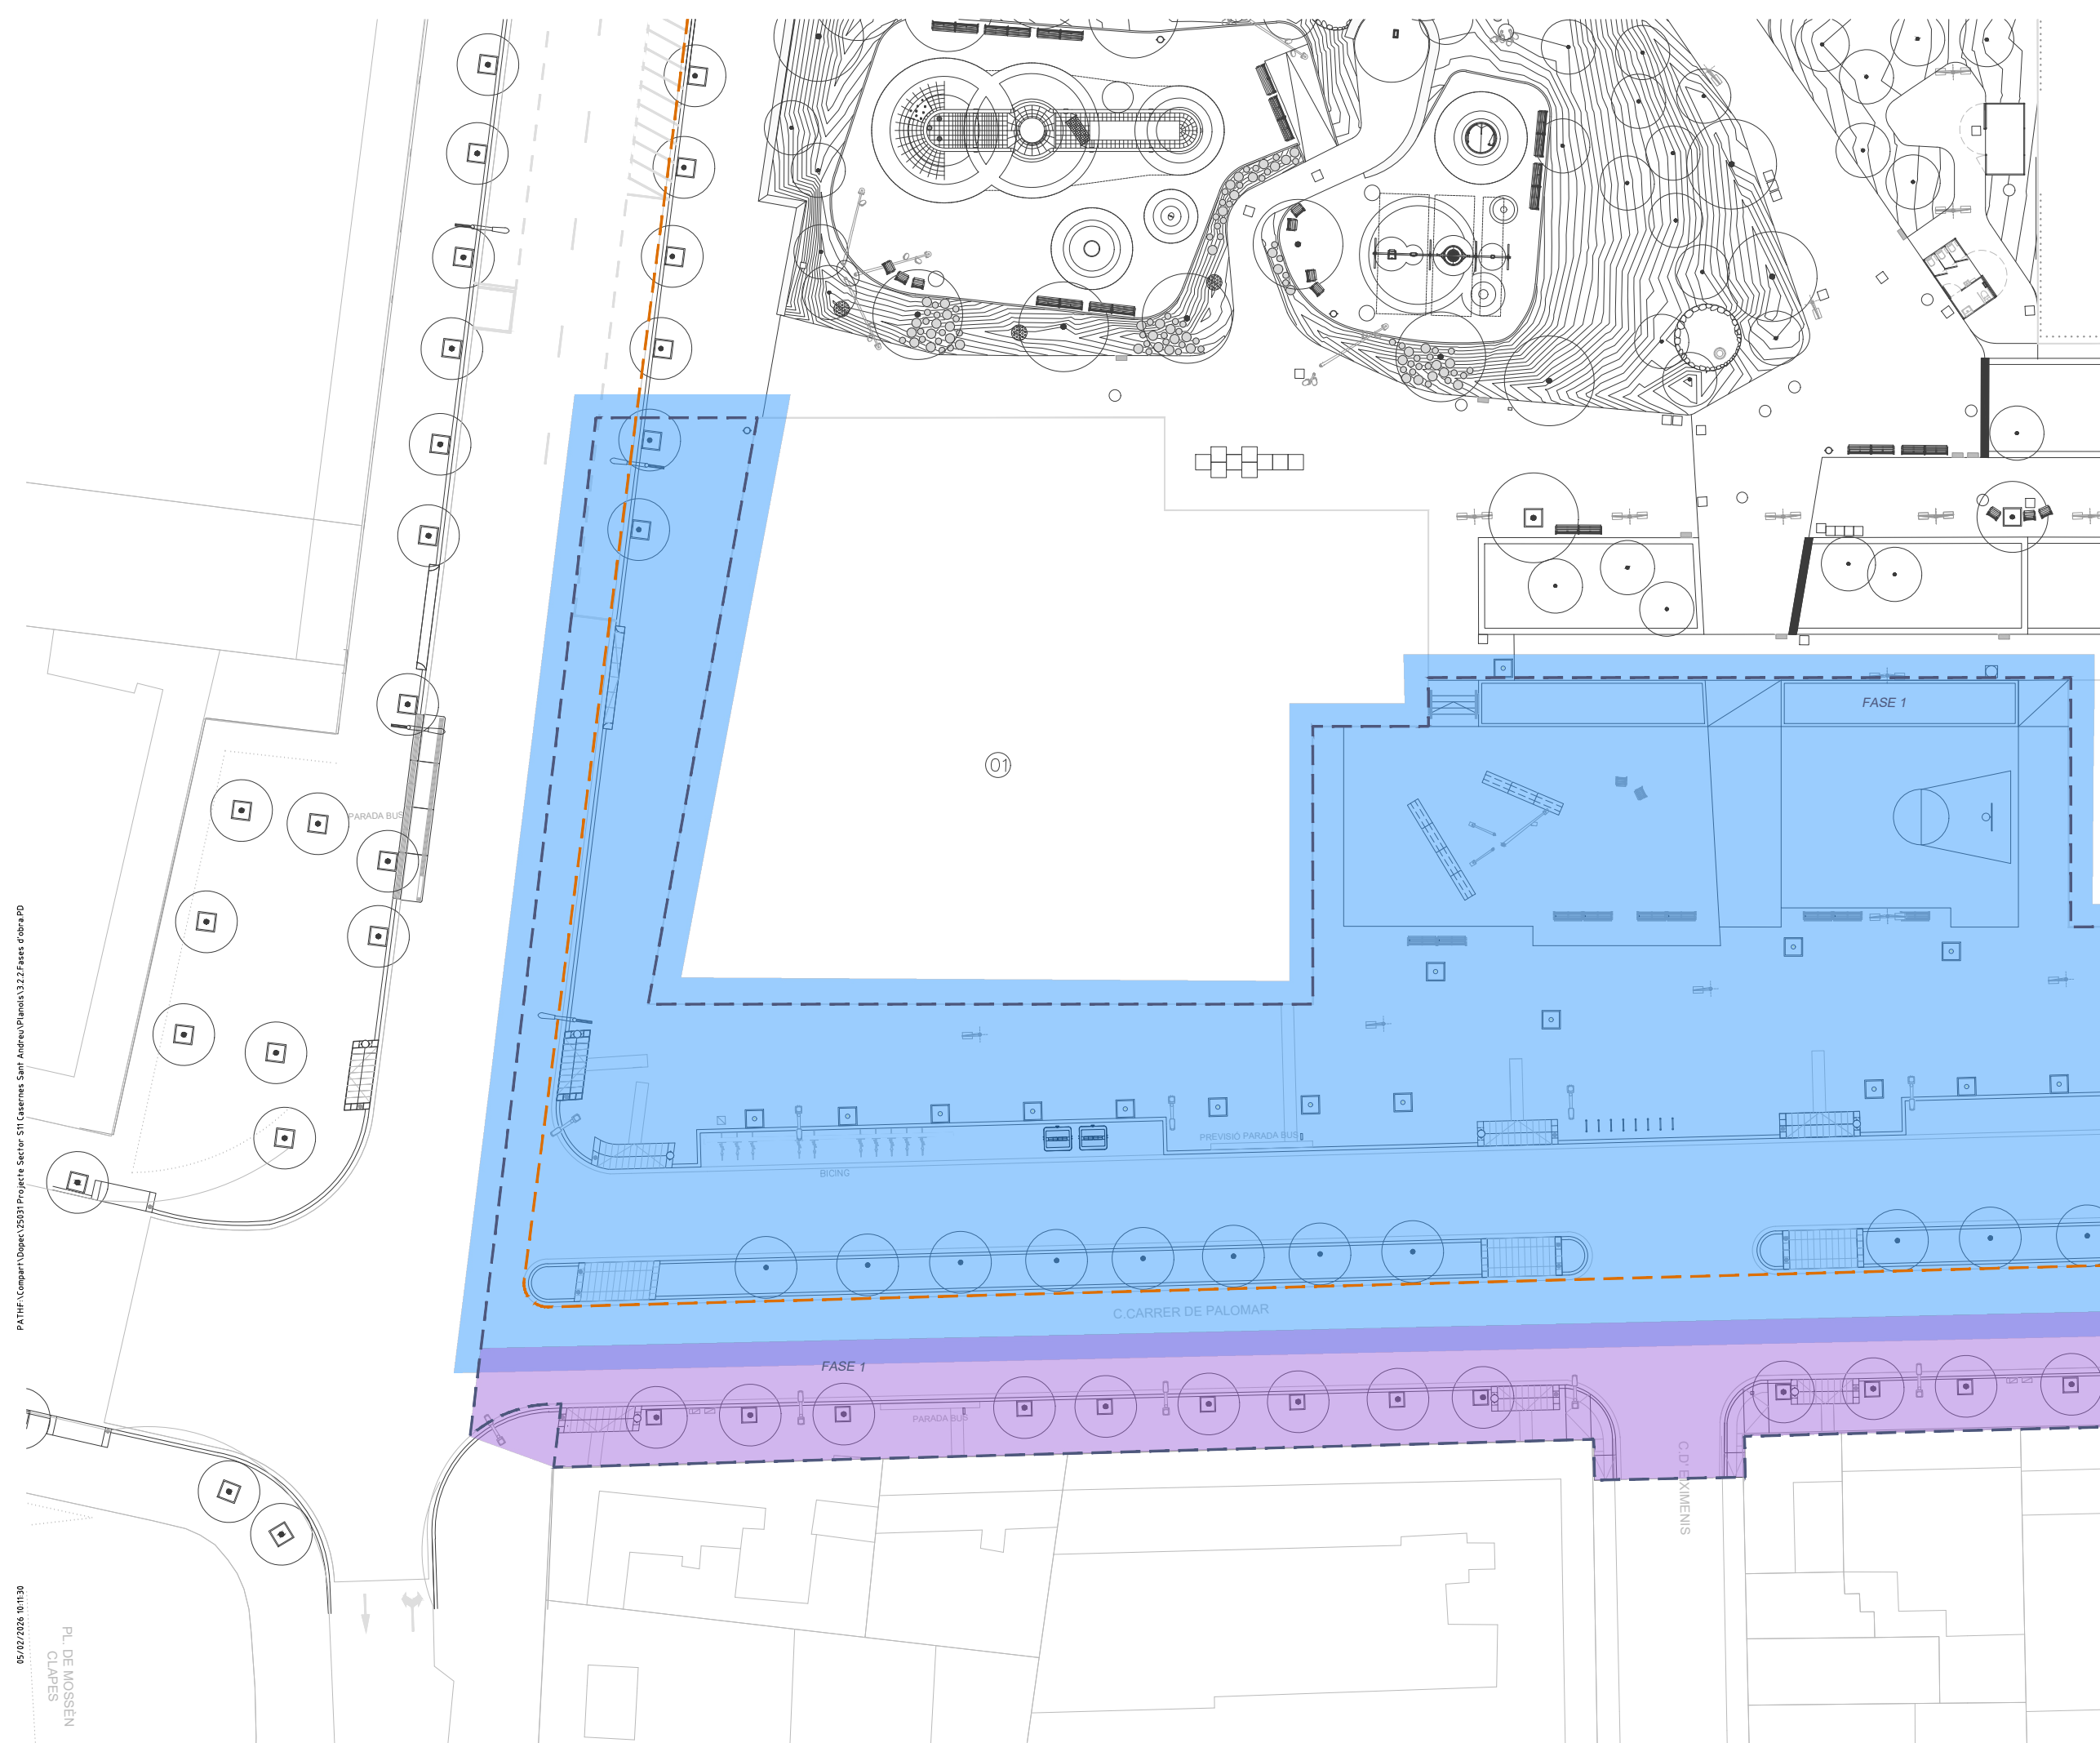 FASE 1
01
PARADA BUS
PREVISIÓ PARADA BUS
BICING
C.CARRER DE PALOMAR
FASE 1
PARADA BUS
C.D' EIXIMENIS
PL. DE MOSSÈN
CLAPES
PATHF:\Compart\Dopec\25031 Projecte Sector S11 Casernes Sant Andreu\Planols\3.2.2.Fases d'obra.PD
05/02/2026 10:11:30